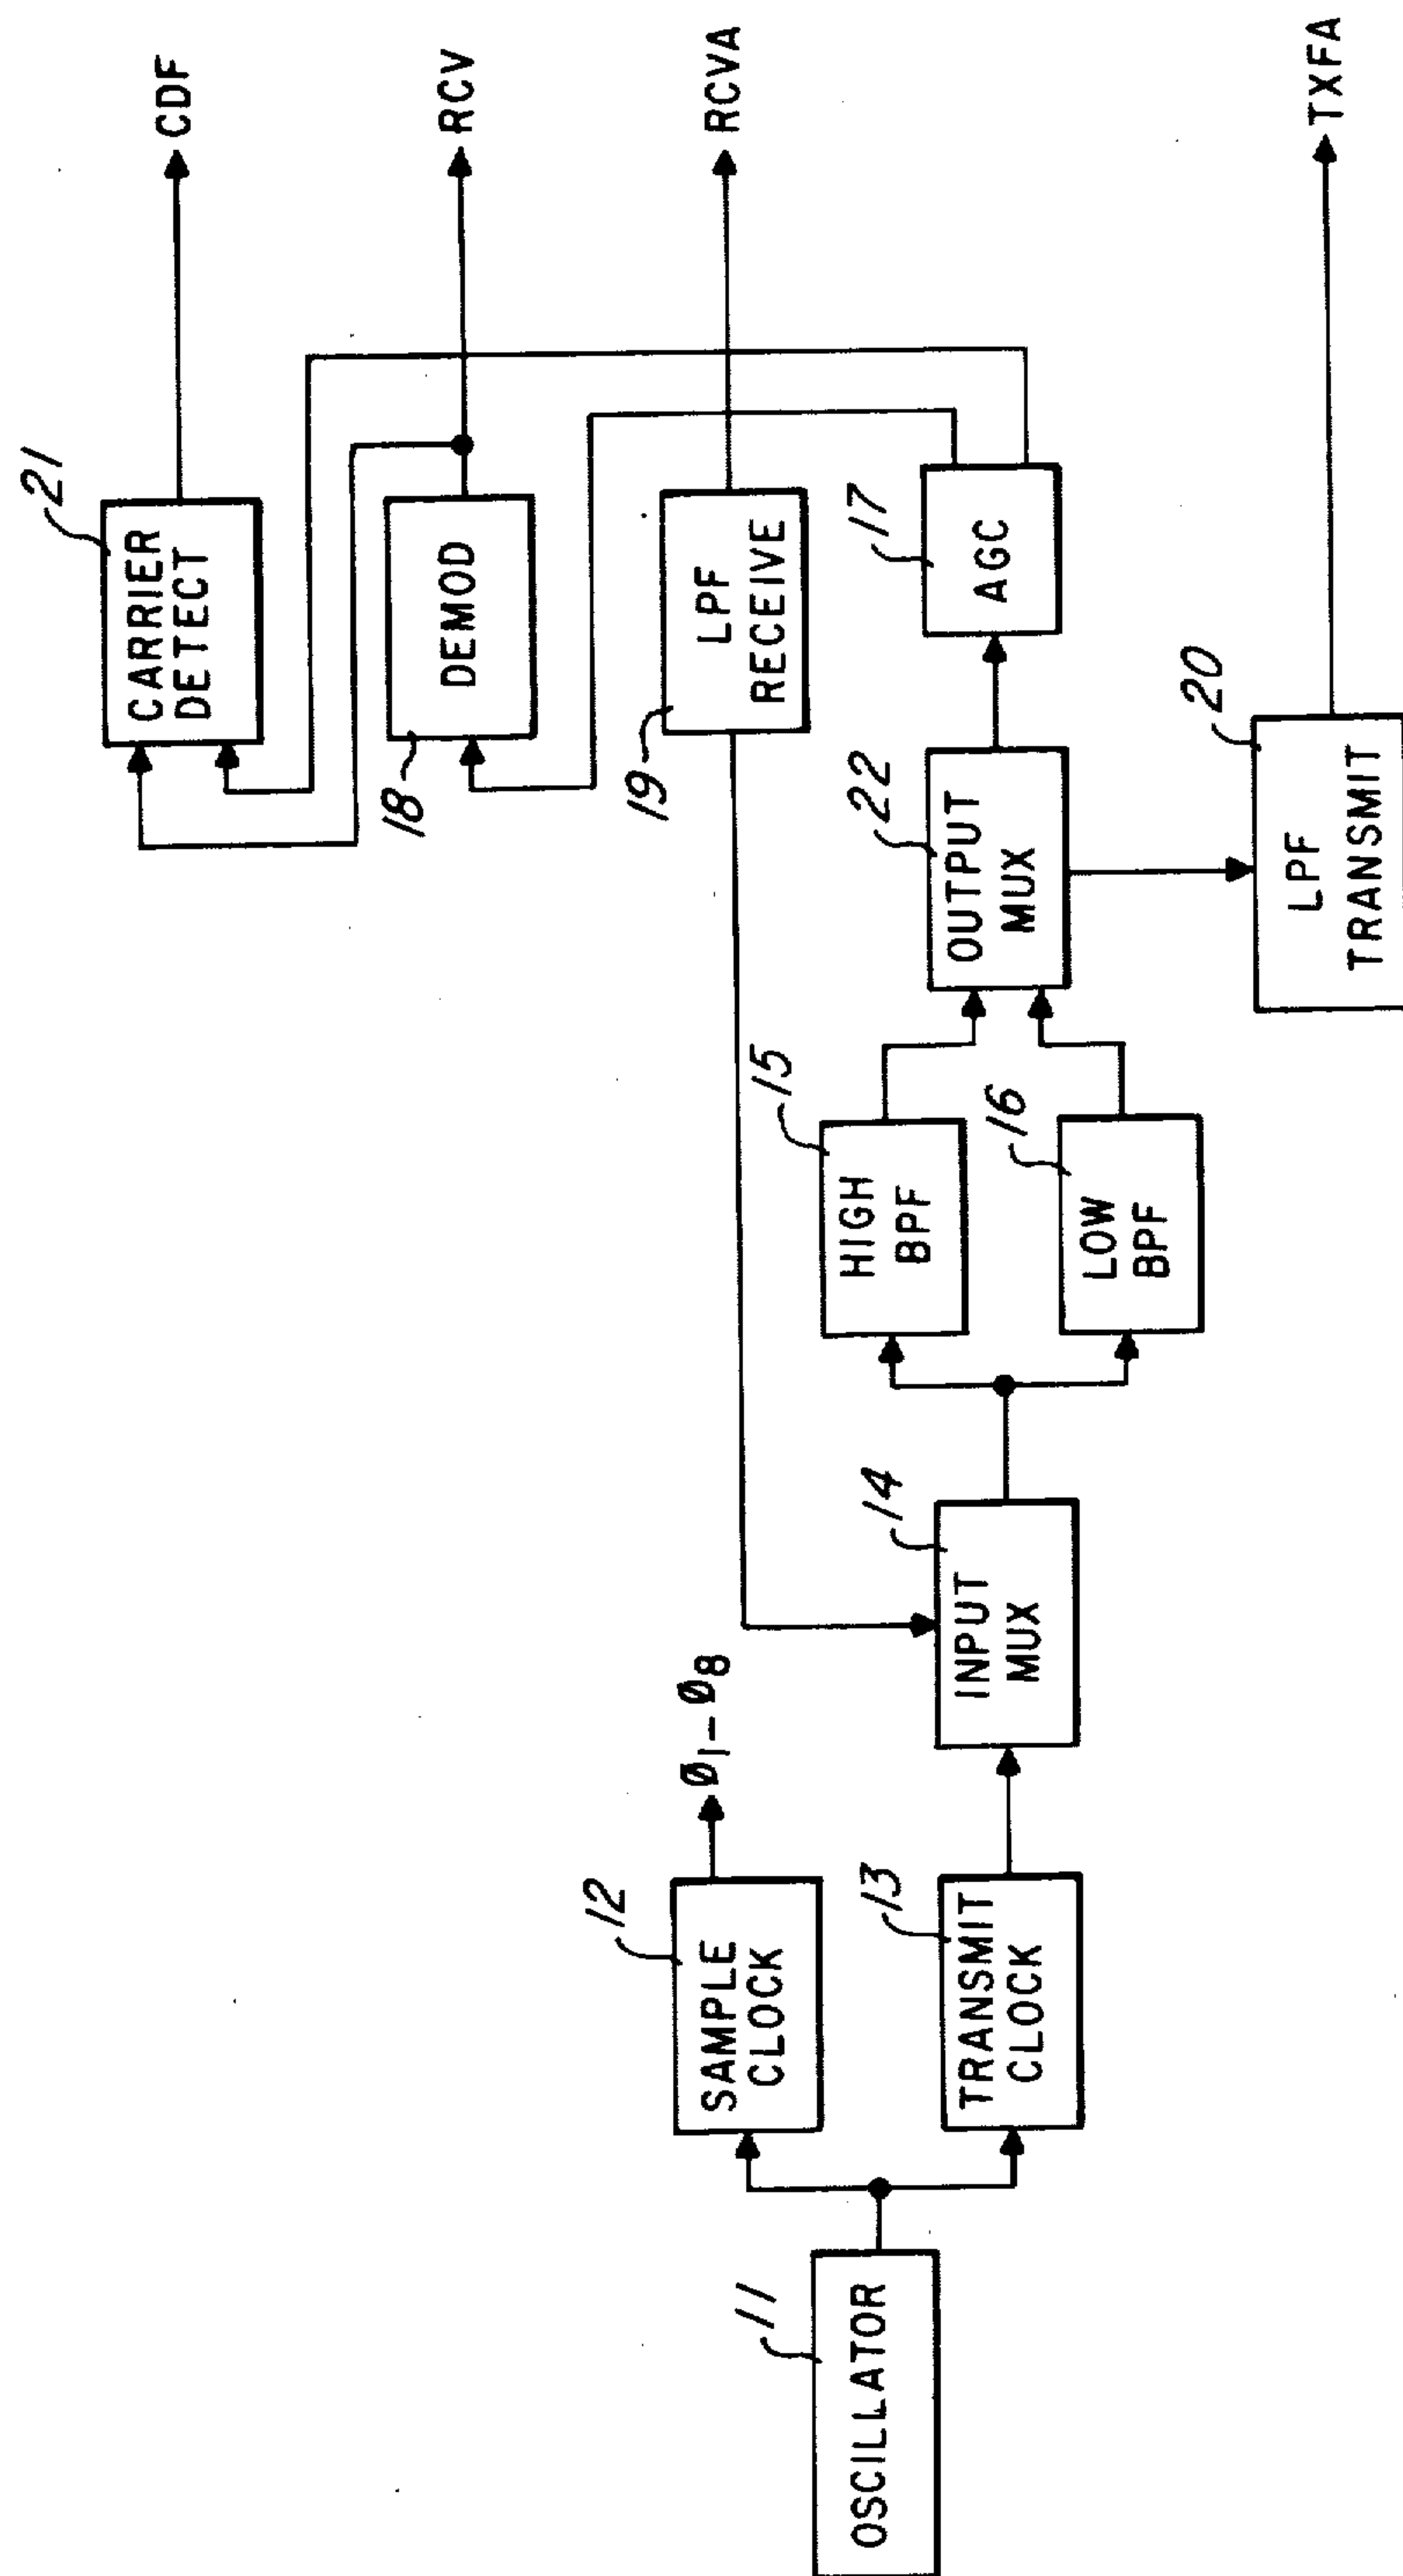 OSCILLATOR
11
SAMPLE
CLOCK
12
Ø1–Ø8
TRANSMIT
CLOCK
13
INPUT
MUX
14
HIGH
BPF
15
LOW
BPF
16
OUTPUT
MUX
22
AGC
17
LPF
TRANSMIT
20
TXFA
LPF
RECEIVE
19
RCVA
DEMOD
18
RCV
CARRIER
DETECT
21
CDF